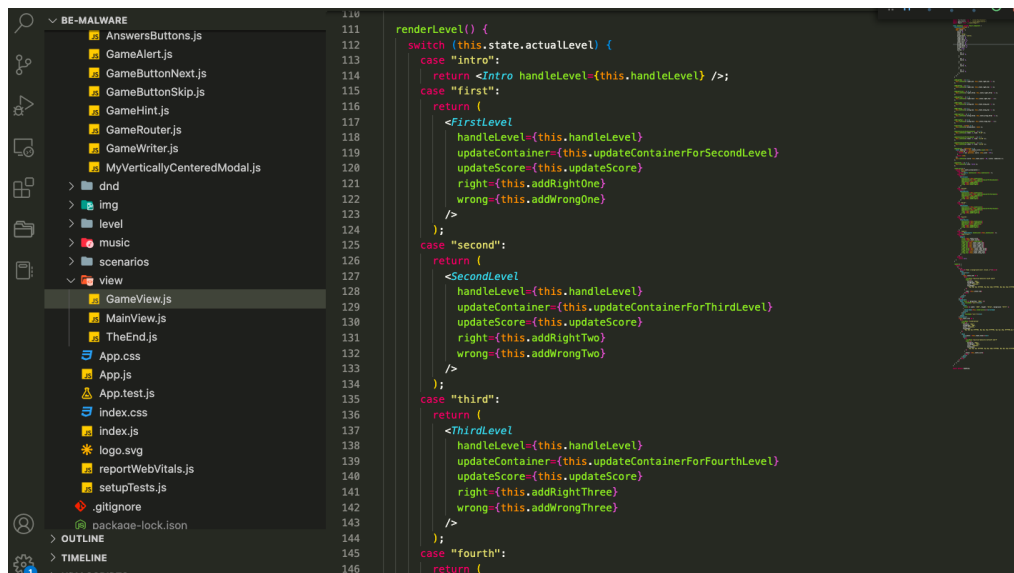 BE-MALWARE
AnswersButtons.js
GameAlert.js
GameButtonNext.js
GameButtonSkip.js
GameHint.js
GameRouter.js
GameWriter.js
MyVerticallyCenteredModal.js
dnd
img
level
music
scenarios
view
GameView.js
MainView.js
TheEnd.js
App.css
App.js
App.test.js
index.css
index.js
logo.svg
reportWebVitals.js
setupTests.js
.gitignore
package-lock.json
OUTLINE
TIMELINE
1
110
111 renderLevel() {
112 switch (this.state.actualLevel) {
113 case "intro":
114 return <Intro handleLevel={this.handleLevel} />;
115 case "first":
116 return (
117 <FirstLevel
118 handleLevel={this.handleLevel}
119 updateContainer={this.updateContainerForSecondLevel}
120 updateScore={this.updateScore}
121 right={this.addRightOne}
122 wrong={this.addWrongOne}
123 />
124 );
125 case "second":
126 return (
127 <SecondLevel
128 handleLevel={this.handleLevel}
129 updateContainer={this.updateContainerForThirdLevel}
130 updateScore={this.updateScore}
131 right={this.addRightTwo}
132 wrong={this.addWrongTwo}
133 />
134 );
135 case "third":
136 return (
137 <ThirdLevel
138 handleLevel={this.handleLevel}
139 updateContainer={this.updateContainerForFourthLevel}
140 updateScore={this.updateScore}
141 right={this.addRightThree}
142 wrong={this.addWrongThree}
143 />
144 );
145 case "fourth":
146 return (